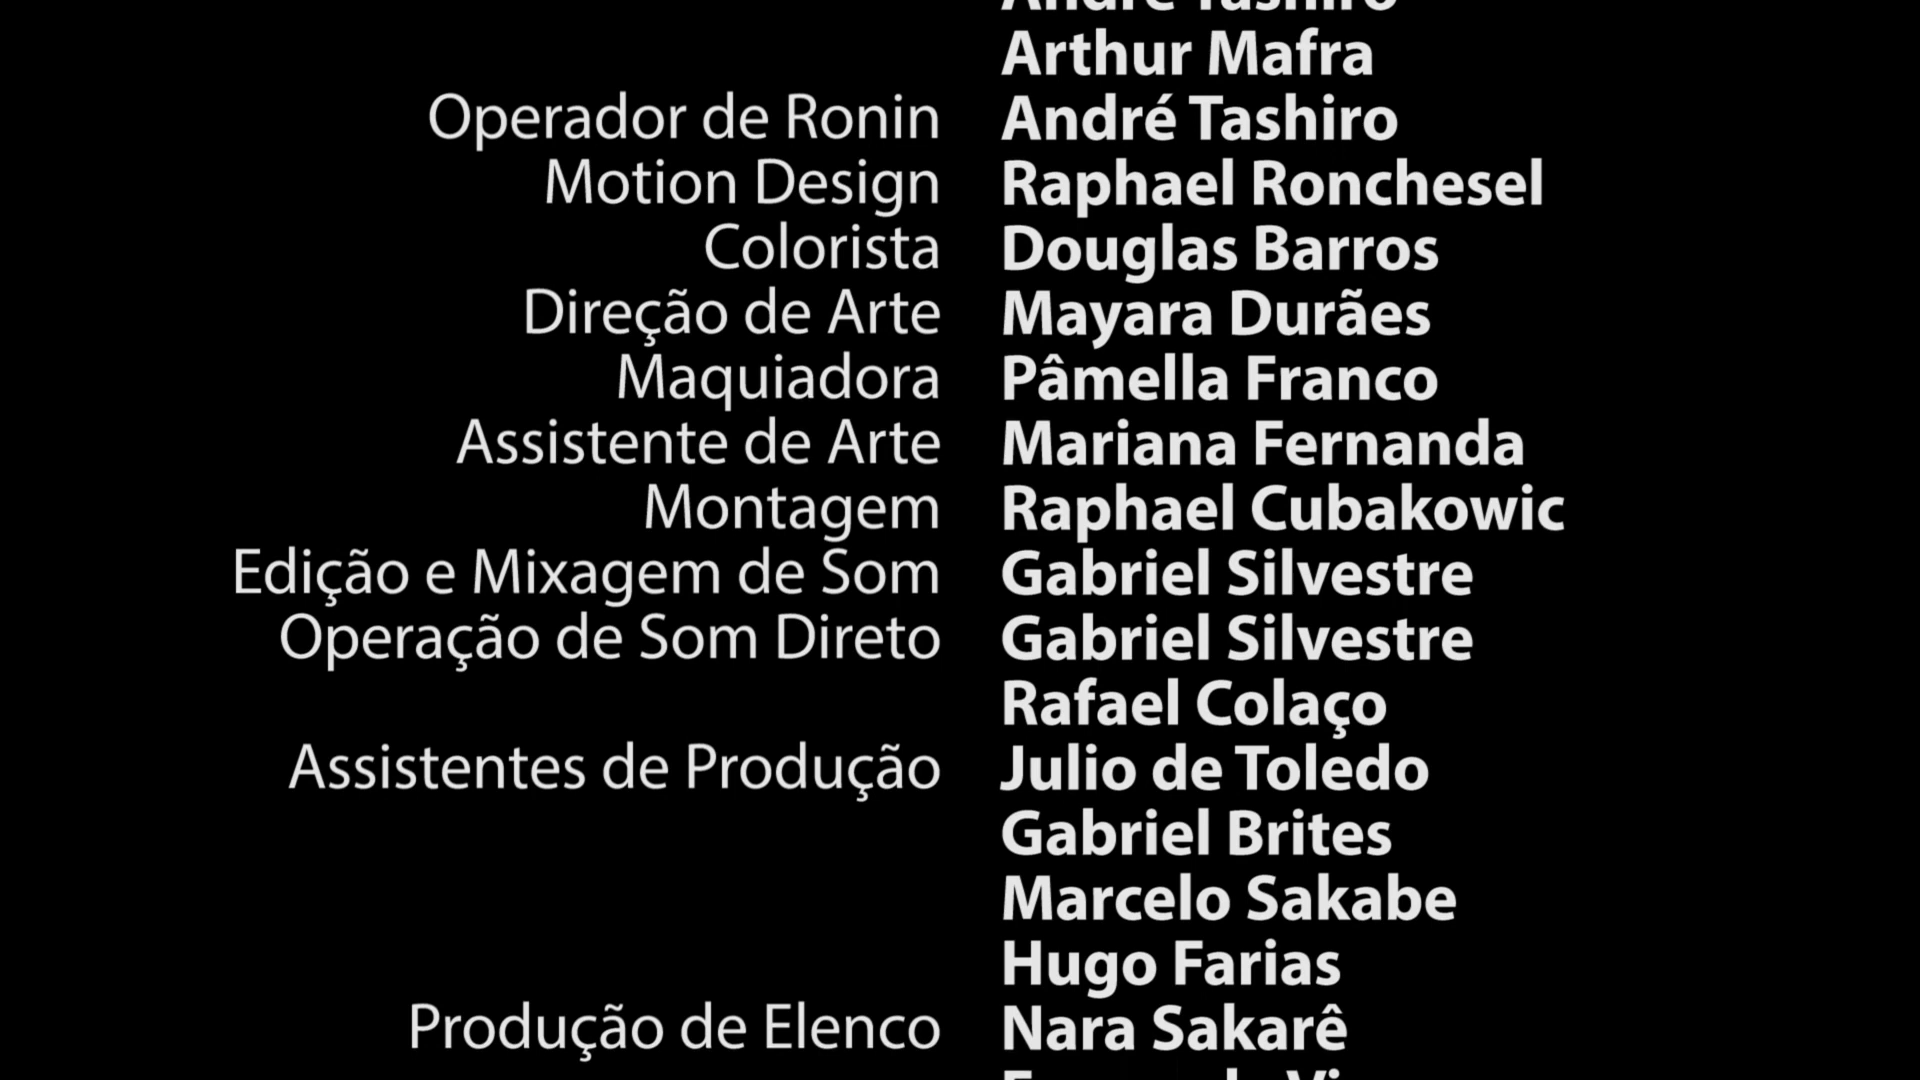 André Tashiro
Arthur Mafra
Operador de Ronin André Tashiro
Motion Design Raphael Ronchesel
Colorista Douglas Barros
Direção de Arte Mayara Durães
Maquiadora Pâmella Franco
Assistente de Arte Mariana Fernanda
Montagem Raphael Cubakowic
Edição e Mixagem de Som Gabriel Silvestre
Operação de Som Direto Gabriel Silvestre
Rafael Colaço
Assistentes de Produção Julio de Toledo
Gabriel Brites
Marcelo Sakabe
Hugo Farias
Produção de Elenco Nara Sakarê